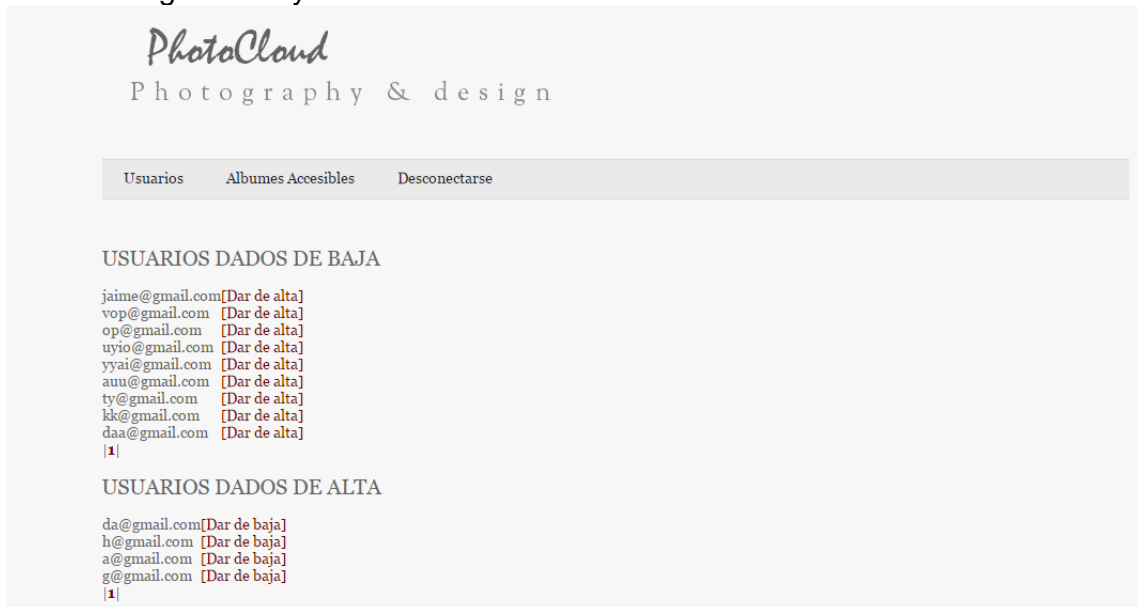 PhotoCloud
Photography & design
Usuarios Albumes Accesibles Desconectarse
USUARIOS DADOS DE BAJA
jaime@gmail.com[Dar de alta]
vop@gmail.com [Dar de alta]
op@gmail.com [Dar de alta]
uyio@gmail.com [Dar de alta]
yyai@gmail.com [Dar de alta]
auu@gmail.com [Dar de alta]
ty@gmail.com [Dar de alta]
kk@gmail.com [Dar de alta]
daa@gmail.com [Dar de alta]
|1|
USUARIOS DADOS DE ALTA
da@gmail.com[Dar de baja]
h@gmail.com [Dar de baja]
a@gmail.com [Dar de baja]
g@gmail.com [Dar de baja]
|1|